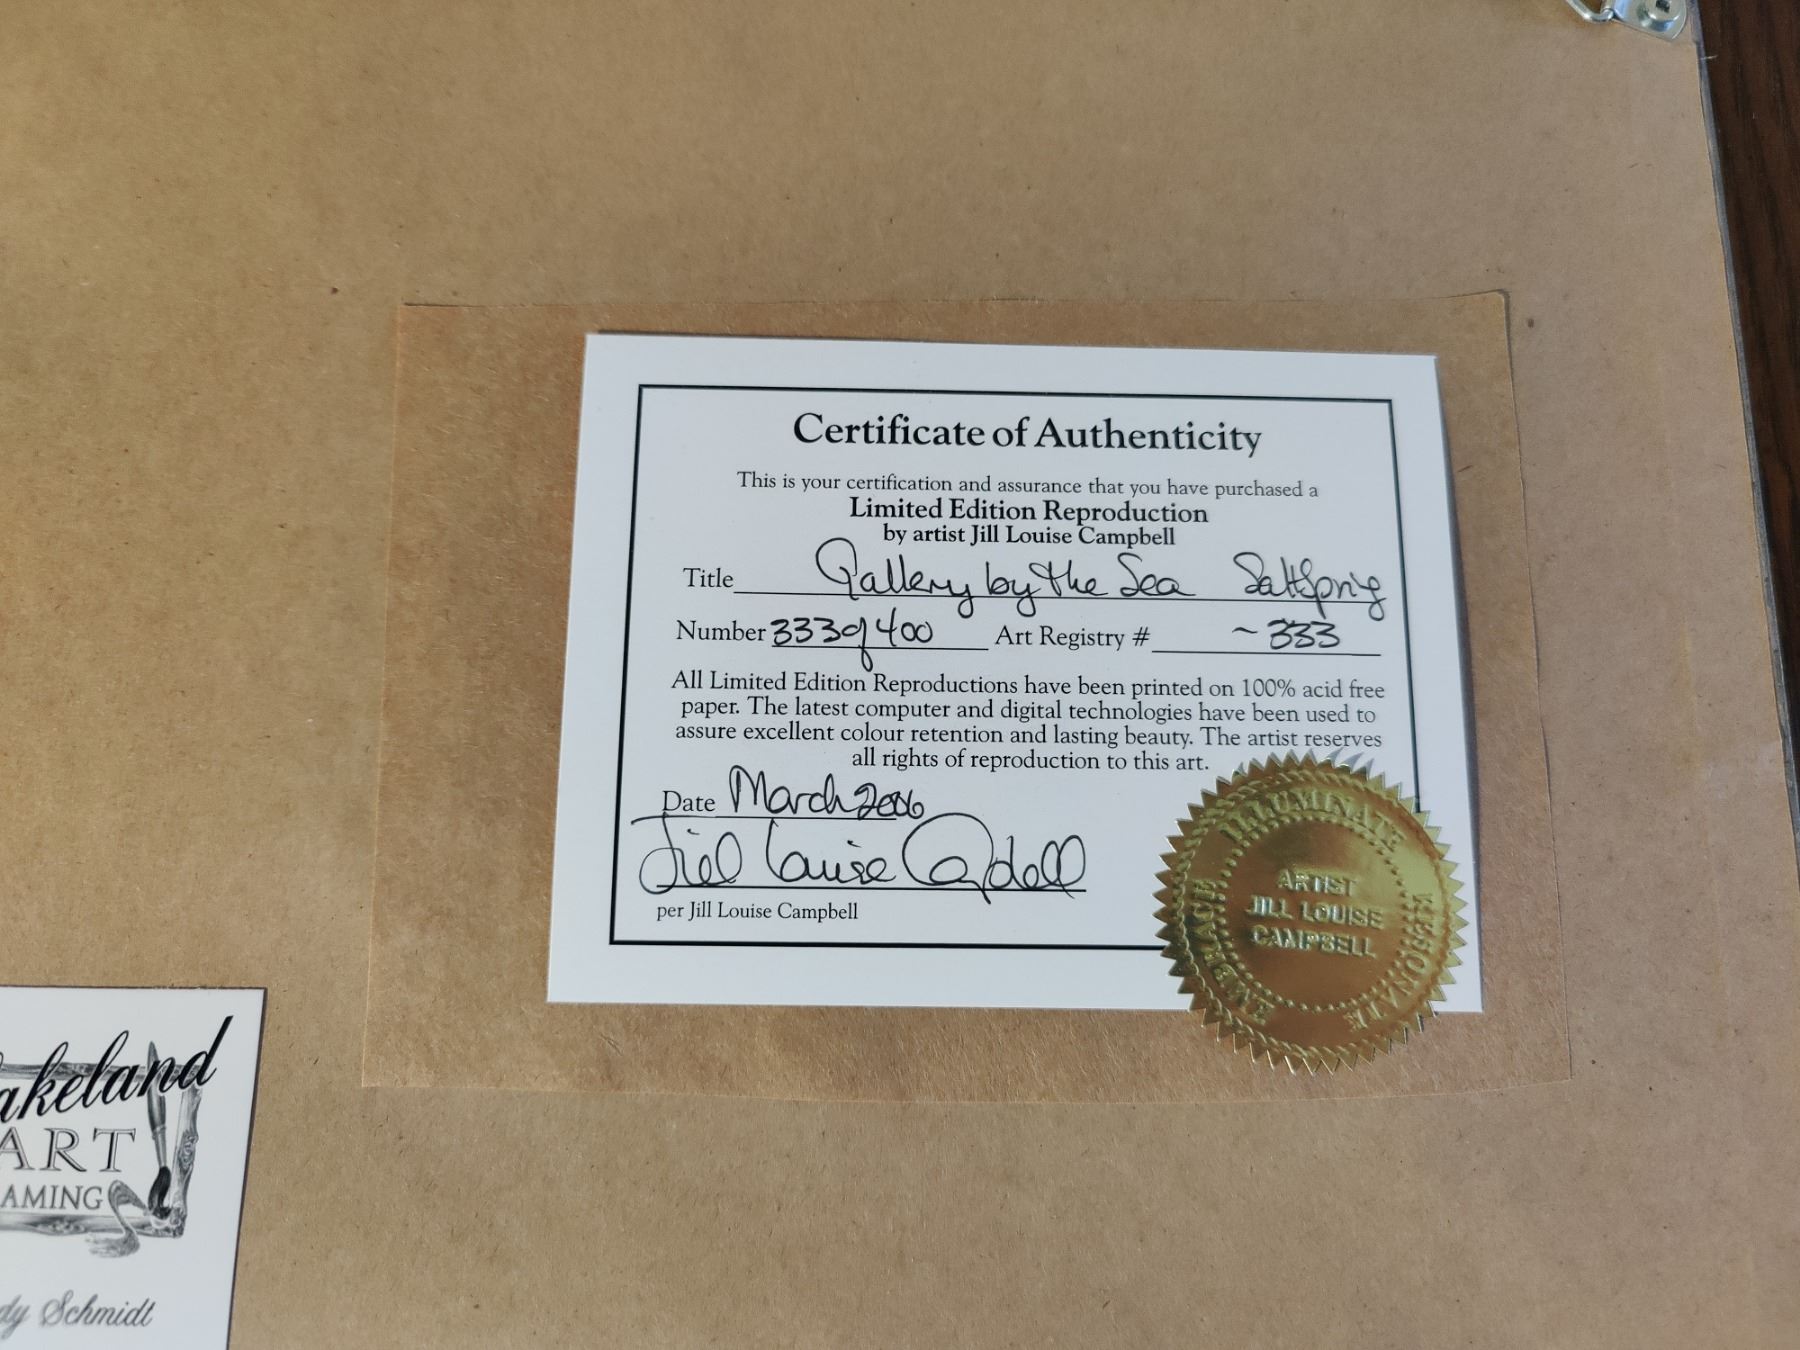 Certificate of Authenticity
This is your certification and assurance that you have purchased a
Limited Edition Reproduction
by artist Jill Louise Campbell
Title Gallery by the Sea Saltspring
Number 333 of 400 Art Registry # ~333
All Limited Edition Reproductions have been printed on 100% acid free
paper. The latest computer and digital technologies have been used to
assure excellent colour retention and lasting beauty. The artist reserves
all rights of reproduction to this art.
Date March 2006
Jill Louise Campbell
per Jill Louise Campbell
EMBRACE ILLUMINATE RESONATE
ARTIST
JILL LOUISE
CAMPBELL
akeland
ART
AMING
dy Schmidt